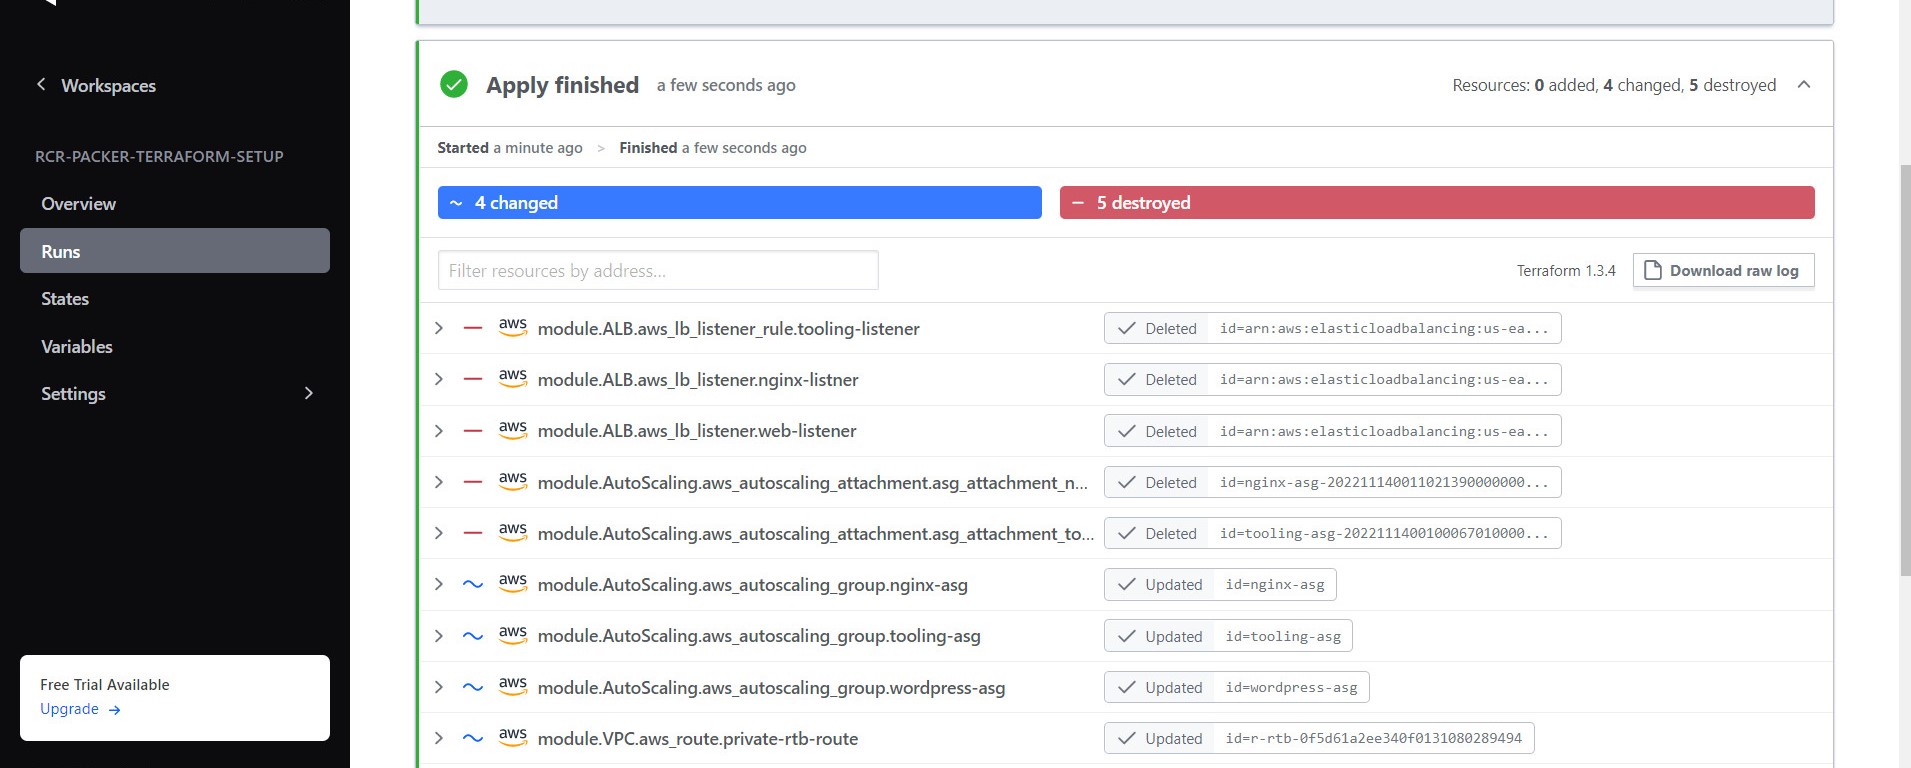 Workspaces
RCR-PACKER-TERRAFORM-SETUP
Overview
Runs
States
Variables
Settings
Free Trial Available
Upgrade →
Apply finished a few seconds ago
Resources: 0 added, 4 changed, 5 destroyed
Started a minute ago > Finished a few seconds ago
~ 4 changed
− 5 destroyed
Filter resources by address...
Terraform 1.3.4
Download raw log
aws module.ALB.aws_lb_listener_rule.tooling-listener Deleted id=arn:aws:elasticloadbalancing:us-ea...
aws module.ALB.aws_lb_listener.nginx-listner Deleted id=arn:aws:elasticloadbalancing:us-ea...
aws module.ALB.aws_lb_listener.web-listener Deleted id=arn:aws:elasticloadbalancing:us-ea...
aws module.AutoScaling.aws_autoscaling_attachment.asg_attachment_n... Deleted id=nginx-asg-202211140011021390000000...
aws module.AutoScaling.aws_autoscaling_attachment.asg_attachment_to... Deleted id=tooling-asg-2022111400100067010000...
aws module.AutoScaling.aws_autoscaling_group.nginx-asg Updated id=nginx-asg
aws module.AutoScaling.aws_autoscaling_group.tooling-asg Updated id=tooling-asg
aws module.AutoScaling.aws_autoscaling_group.wordpress-asg Updated id=wordpress-asg
aws module.VPC.aws_route.private-rtb-route Updated id=r-rtb-0f5d61a2ee340f0131080289494